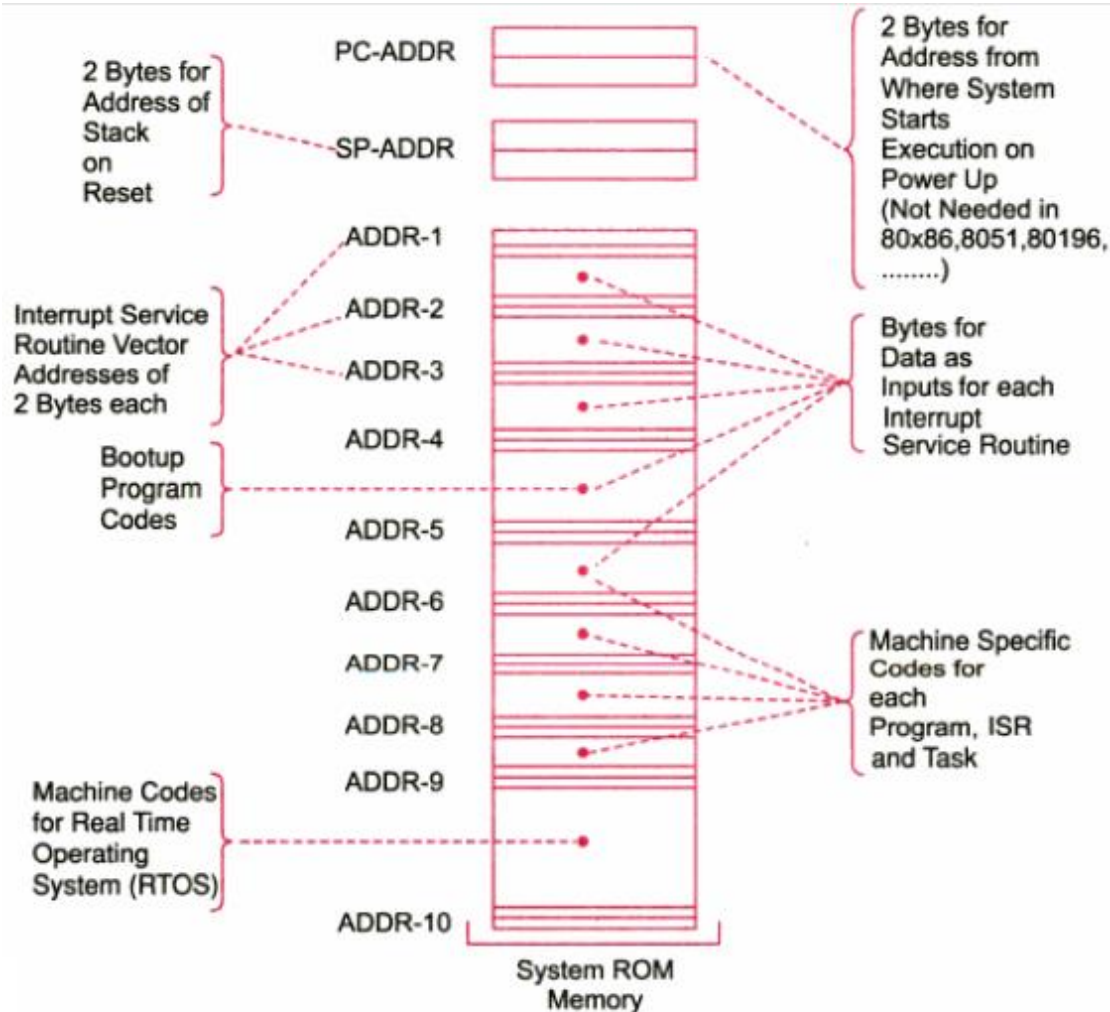 PC-ADDR
2 Bytes for
Address of
Stack
on
Reset
SP-ADDR
2 Bytes for
Address from
Where System
Starts
Execution on
Power Up
(Not Needed in
80x86,8051,80196,
........)
ADDR-1
ADDR-2
ADDR-3
Interrupt Service
Routine Vector
Addresses of
2 Bytes each
Bytes for
Data as
Inputs for each
Interrupt
Service Routine
ADDR-4
Bootup
Program
Codes
ADDR-5
ADDR-6
ADDR-7
ADDR-8
ADDR-9
Machine Specific
Codes for
each
Program, ISR
and Task
Machine Codes
for Real Time
Operating
System (RTOS)
ADDR-10
System ROM
Memory